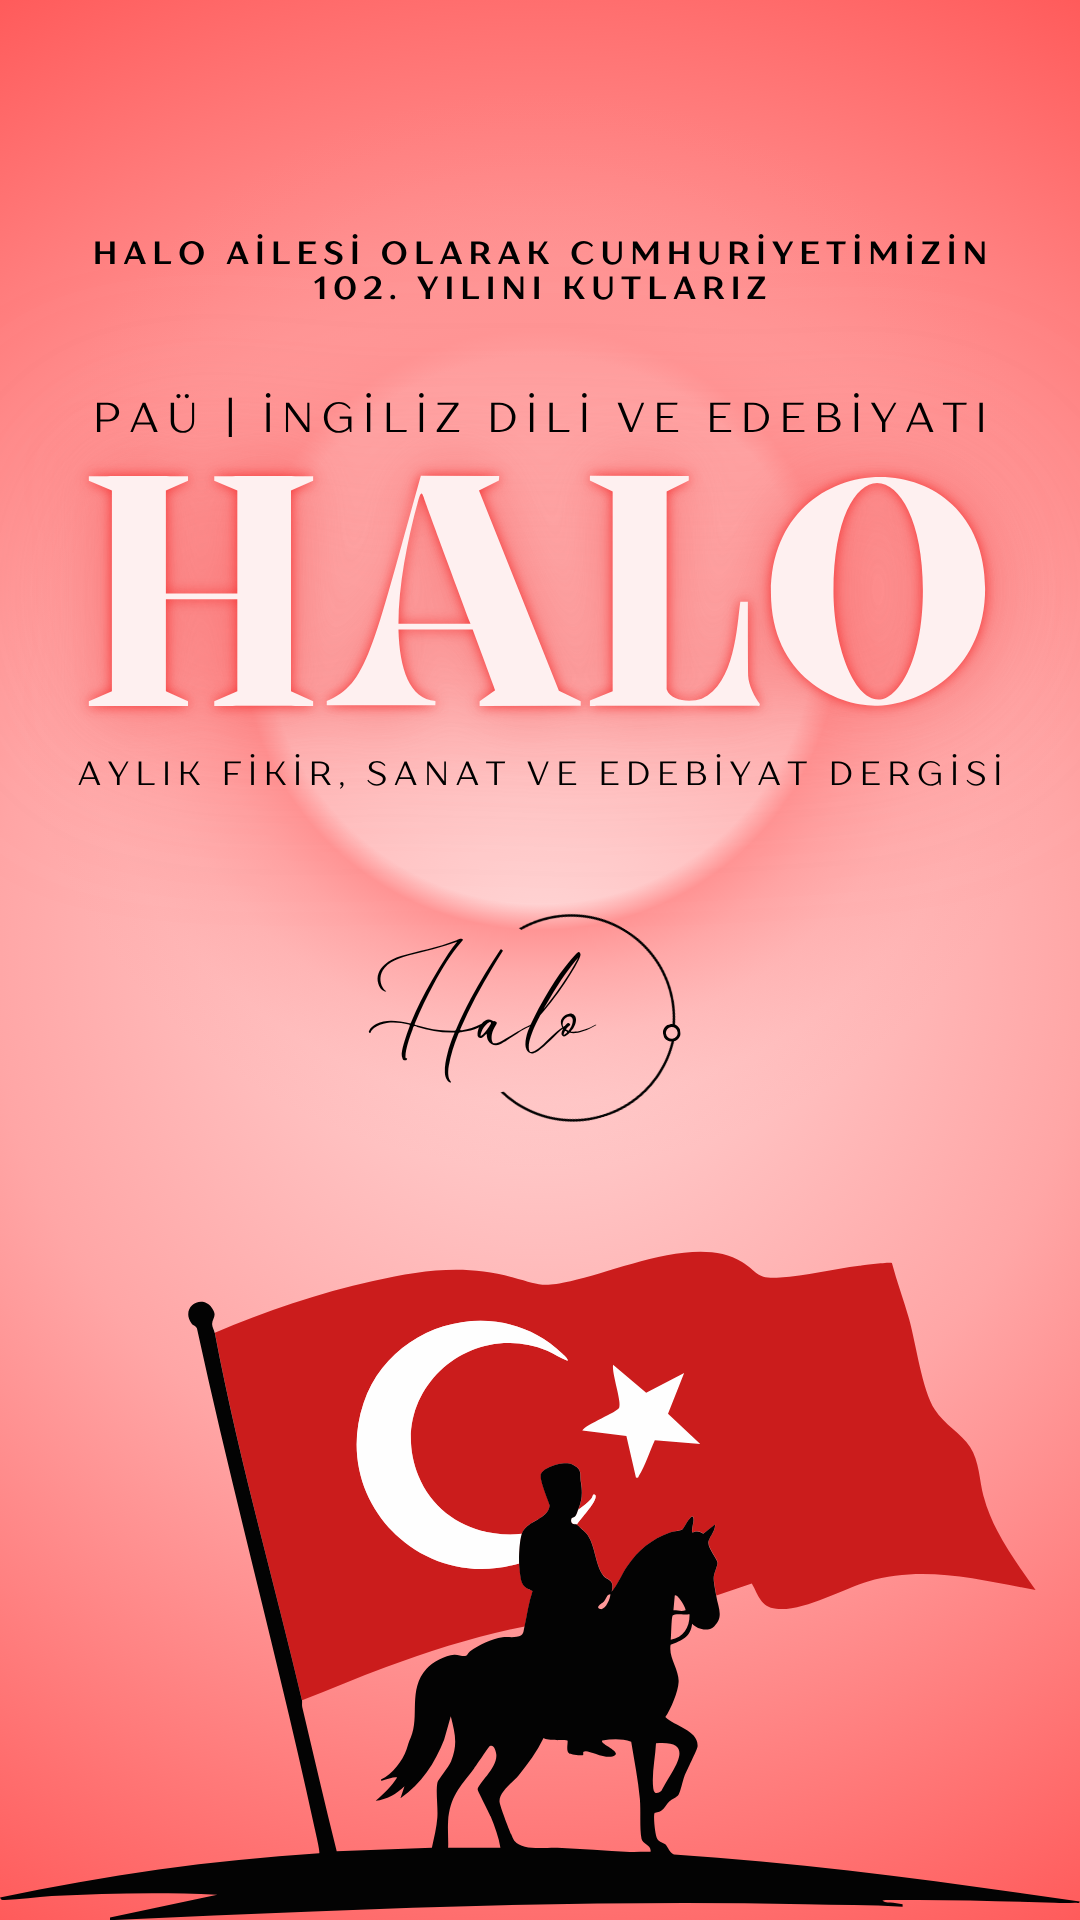 HALO AİLESİ OLARAK CUMHURİYETİMİZİN
102. YILINI KUTLARIZ
PAÜ | İNGİLİZ DİLİ VE EDEBİYATI
HALO
AYLIK FİKİR, SANAT VE EDEBİYAT DERGİSİ
Halo